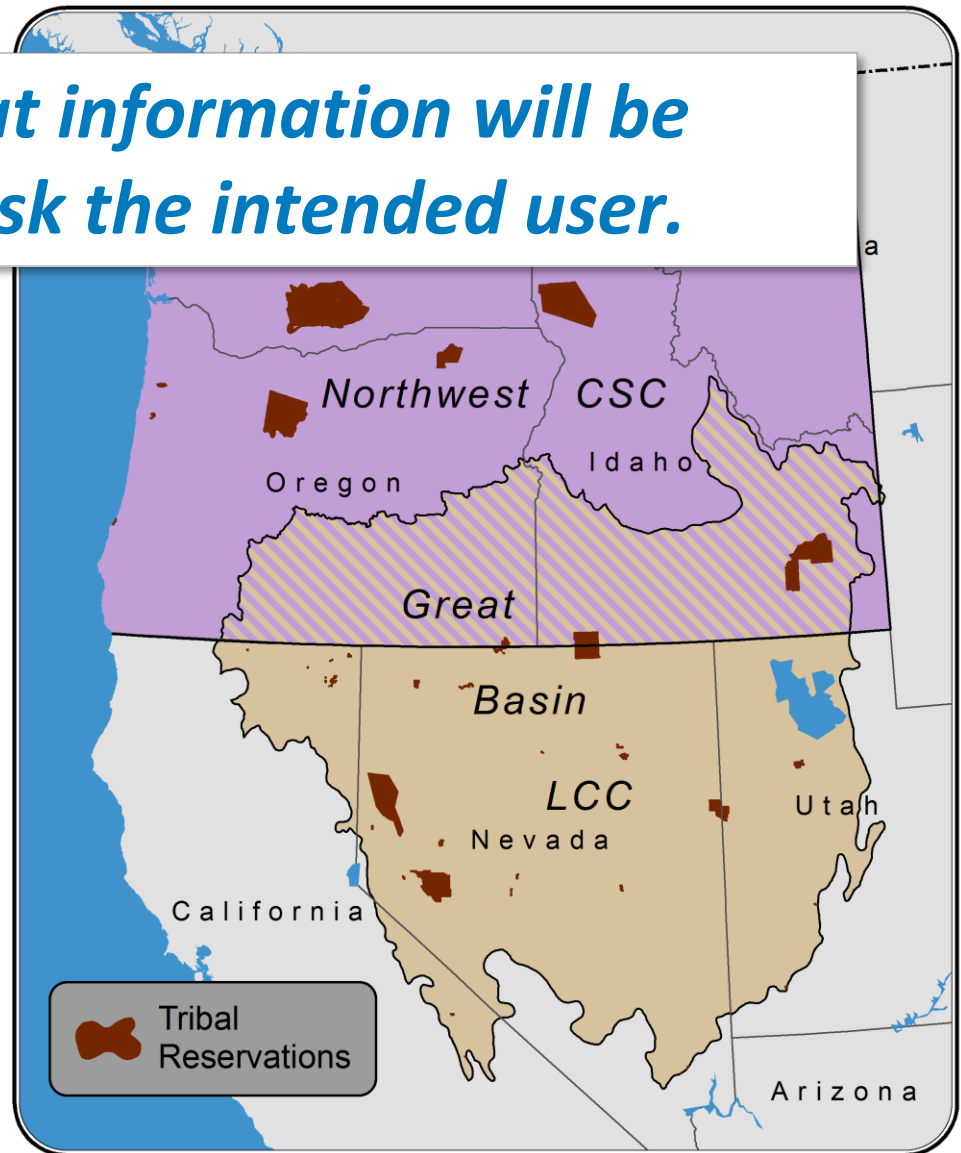 information will be
the intended user.
Northwest CSC
Idaho
Oregon
Great
Basin
LCC
Utah
Nevada
California
Tribal
Reservations
Arizona